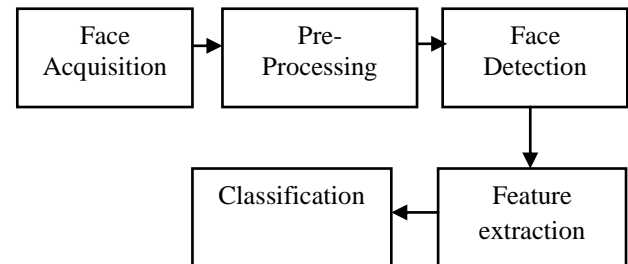 Face
Acquisition
Pre-
Processing
Face
Detection
Feature
extraction
Classification